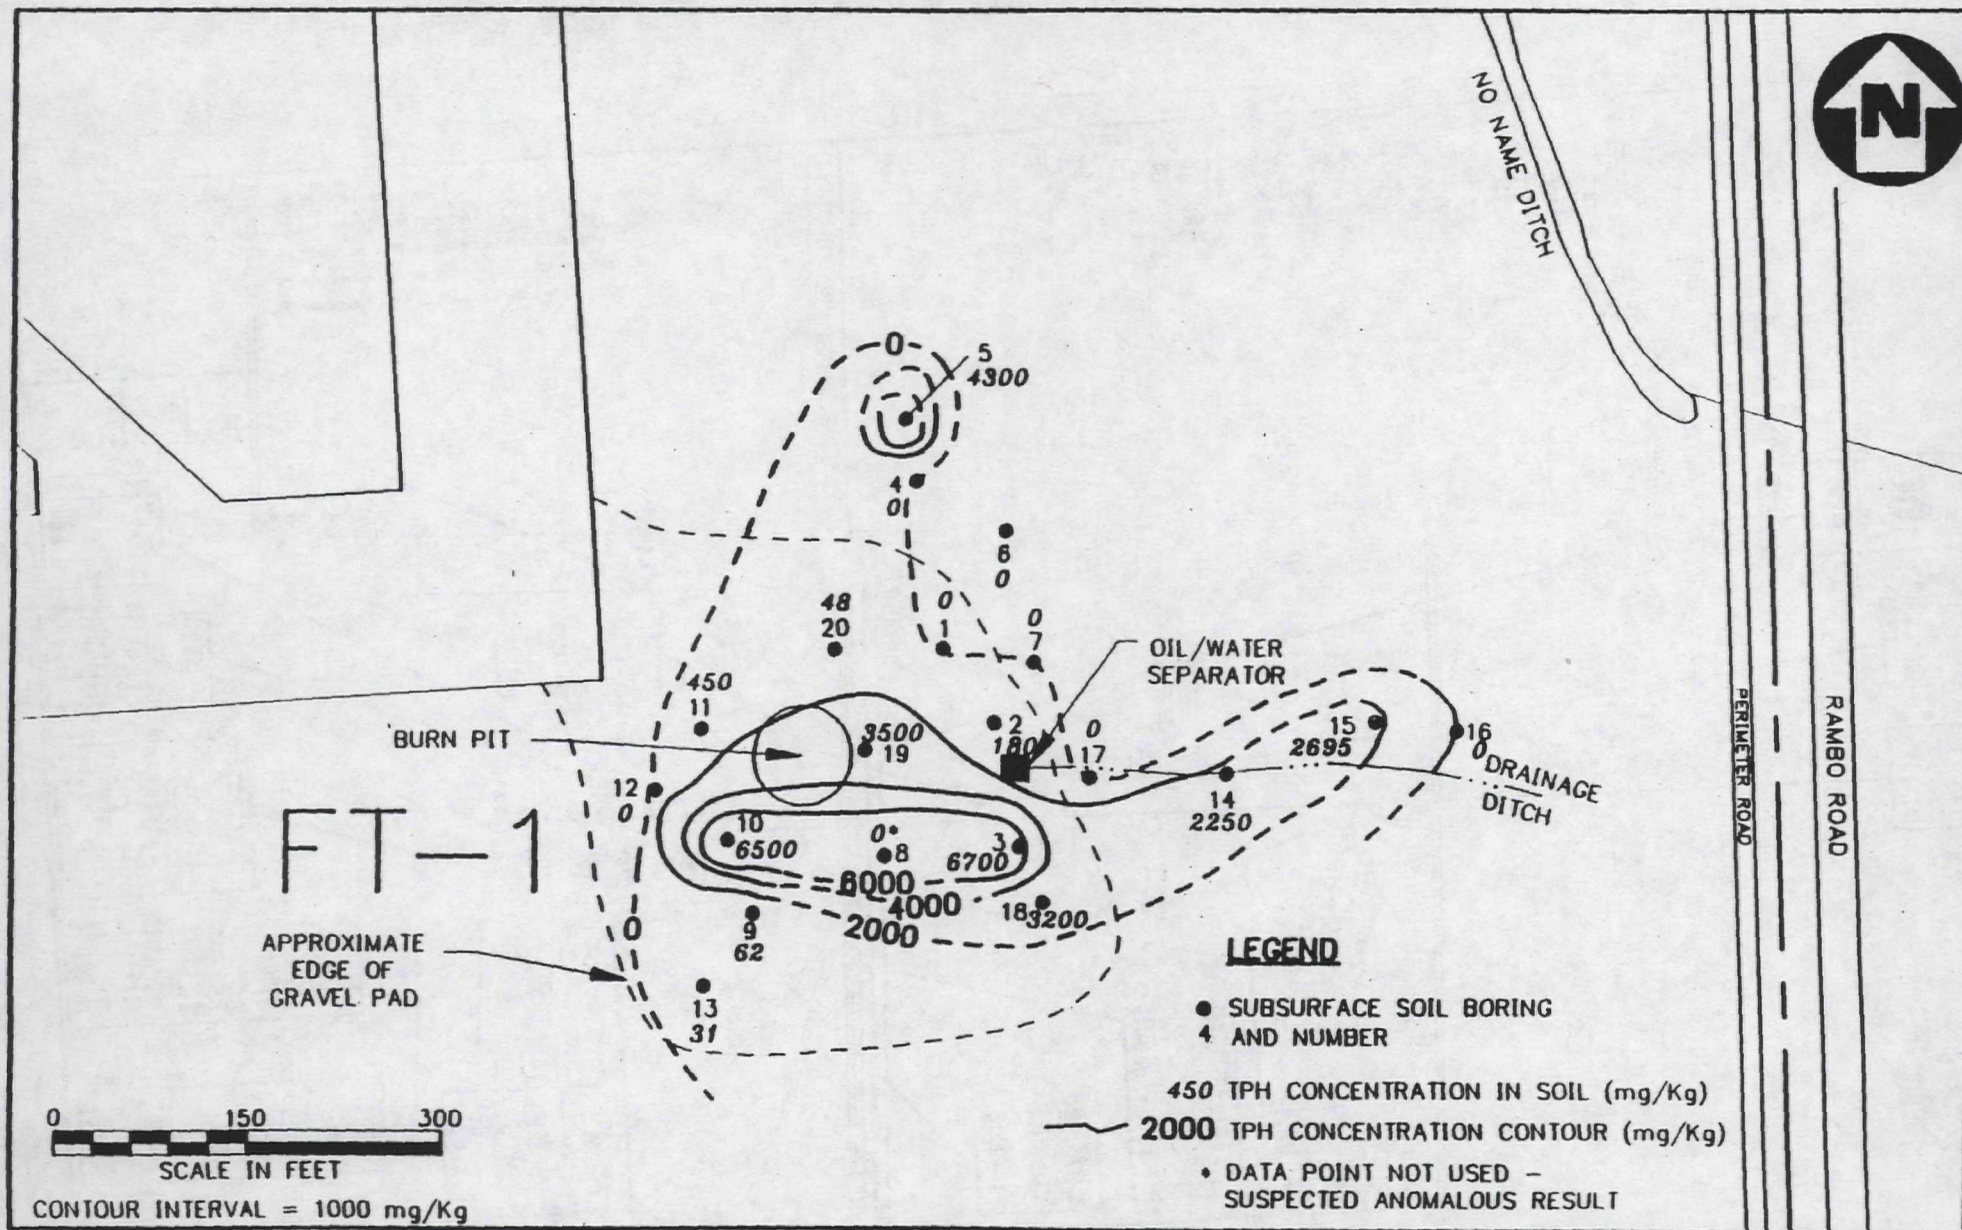 N
NO NAME DITCH
0
5
4300
4
0
6
0
48
20
0
1
0
7
OIL/WATER
SEPARATOR
450
11
BURN PIT
3500
19
2
180
0
17
15
2695
16
0
DRAINAGE
DITCH
PERIMETER ROAD
RAMBO ROAD
12
0
14
2250
FT-1
10
6500
0*
8
3
6700
6000
4000
2000
18
3200
0
9
62
APPROXIMATE
EDGE OF
GRAVEL PAD
13
31
LEGEND
SUBSURFACE SOIL BORING
4 AND NUMBER
450 TPH CONCENTRATION IN SOIL (mg/Kg)
2000 TPH CONCENTRATION CONTOUR (mg/Kg)
* DATA POINT NOT USED -
SUSPECTED ANOMALOUS RESULT
0 150 300
SCALE IN FEET
CONTOUR INTERVAL = 1000 mg/Kg